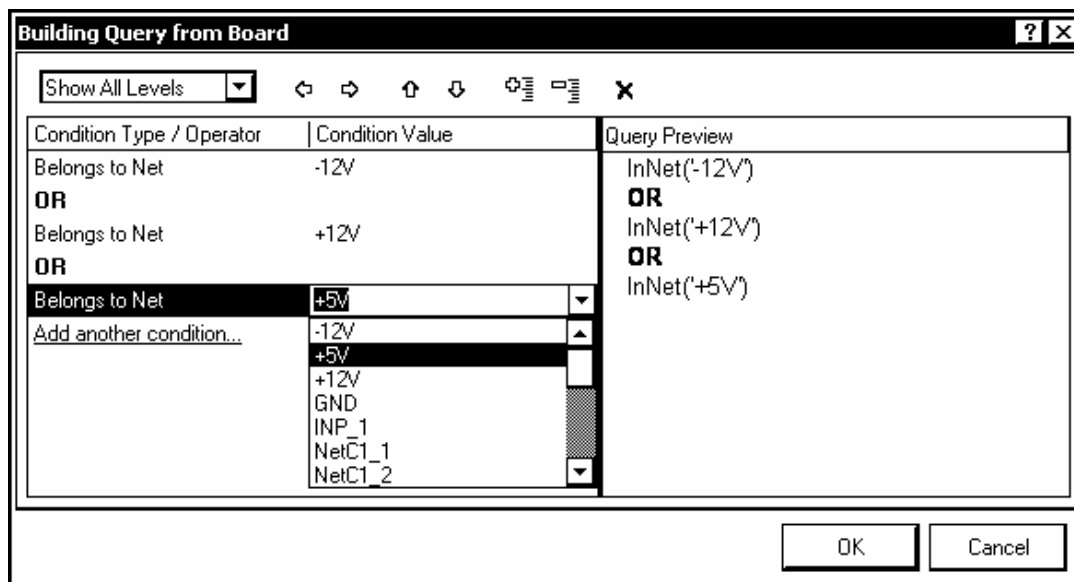 Building Query from Board
Show All Levels
Condition Type / Operator Condition Value
Belongs to Net -12V
OR
Belongs to Net +12V
OR
Belongs to Net +5V
Add another condition...
-12V
+5V
+12V
GND
INP_1
NetC1_1
NetC1_2
Query Preview
InNet('-12V')
OR
InNet('+12V')
OR
InNet('+5V')
OK Cancel